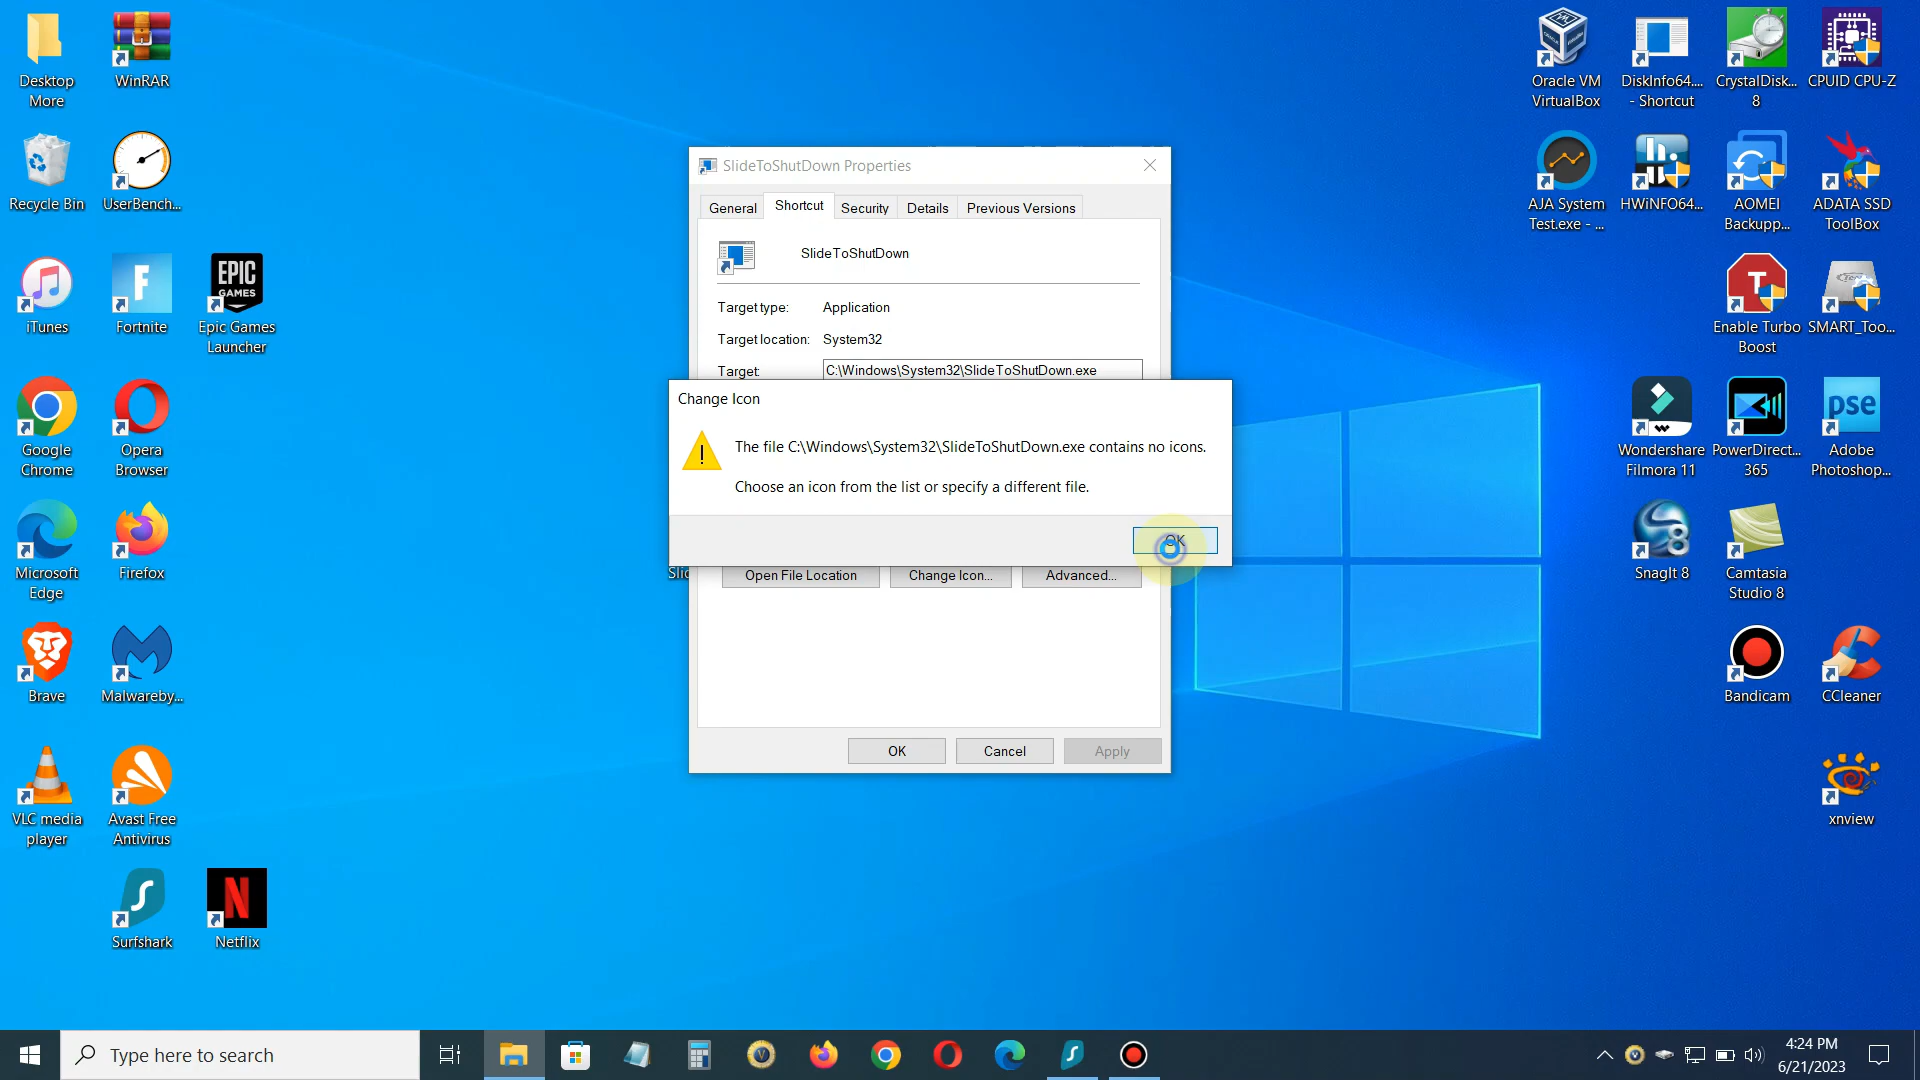 Desktop
More
WinRAR
Recycle Bin
UserBench...
iTunes
Fortnite
EPIC
GAMES
Epic Games
Launcher
Google
Chrome
Opera
Browser
Microsoft
Edge
Firefox
Brave
Malwareby...
VLC media
player
Avast Free
Antivirus
Surfshark
Netflix
SlideToShutDown Properties
General
Shortcut
Security
Details
Previous Versions
SlideToShutDown
Target type:
Application
Target location:
System32
Target:
C:\Windows\System32\SlideToShutDown.exe
Change Icon
The file C:\Windows\System32\SlideToShutDown.exe contains no icons.
Choose an icon from the list or specify a different file.
OK
Open File Location
Change Icon...
Advanced...
OK
Cancel
Apply
Oracle VM
VirtualBox
DiskInfo64....
- Shortcut
CrystalDisk...
8
CPUID CPU-Z
AJA System
Test.exe - ...
HWiNFO64...
AOMEI
Backupp...
ADATA SSD
ToolBox
Enable Turbo
Boost
SMART_Too...
Wondershare
Filmora 11
PowerDirect...
365
pse
Adobe
Photoshop...
SnagIt 8
Camtasia
Studio 8
Bandicam
CCleaner
xnview
Type here to search
4:24 PM
6/21/2023